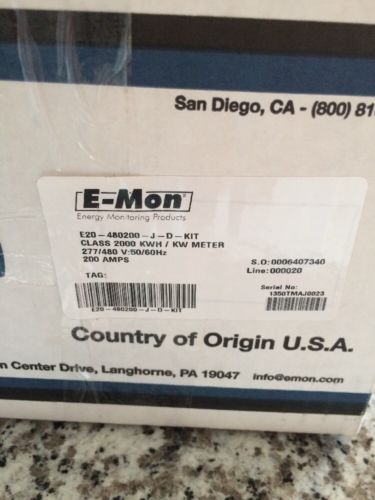 San Diego, CA - (800) 81
E-Mon
Energy Monitoring Products
E20-480200-J-D-KIT
CLASS 2000 KWH / KW METER
277/480 V:50/60Hz
200 AMPS
S.O:0006407340
Line:000020
TAG:
Serial No:
1350TMAJ0023
E20-480200-J-D-KIT
Country of Origin U.S.A.
n Center Drive, Langhorne, PA 19047 info@emon.com